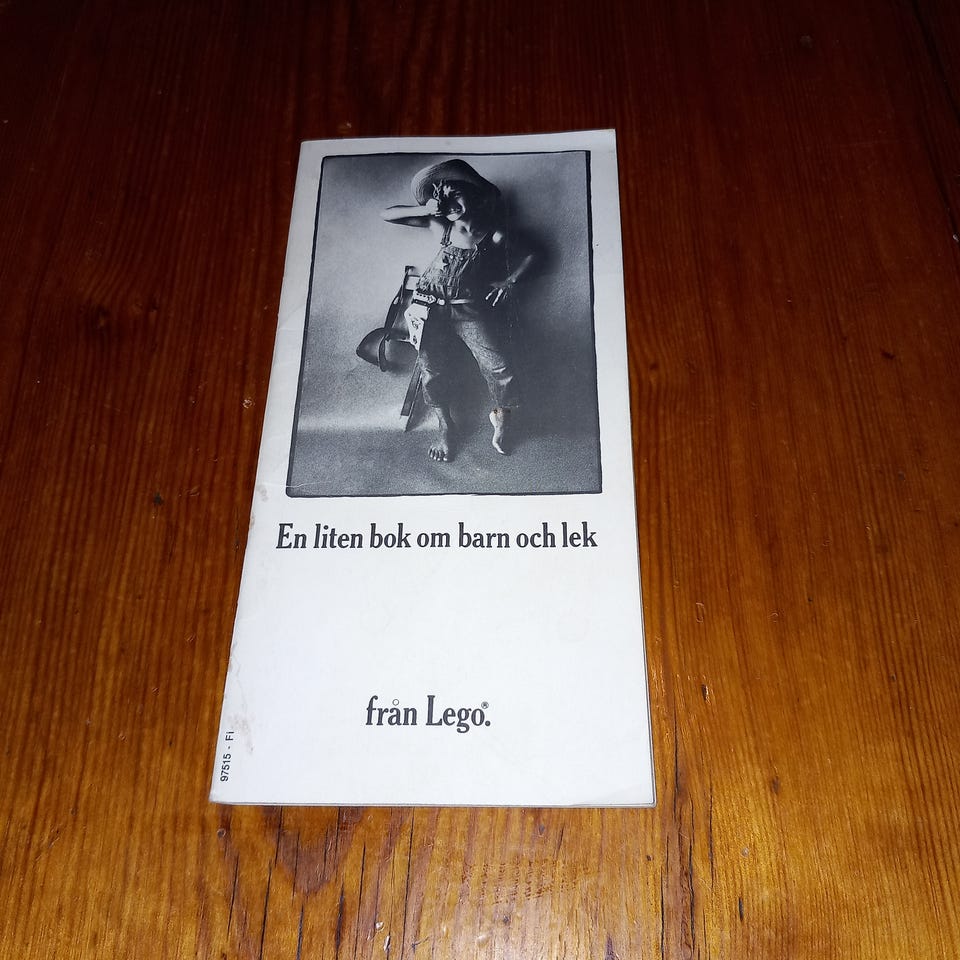 En liten bok om barn och lek
från Lego®.
97515 - Fi